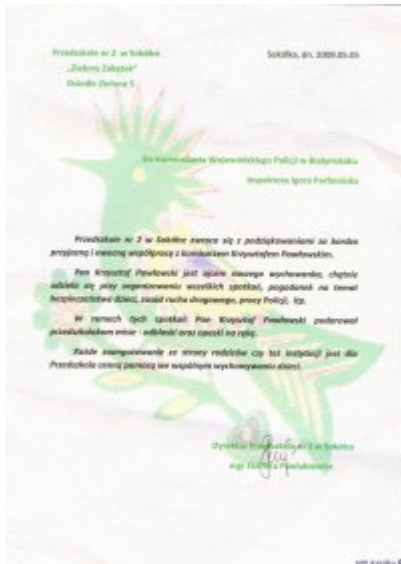 Przedszkole nr 2 w Sokółce
Sokółka, dn. 2009.05.05
„Zielony Zakątek"
Osiedle Zielone 5
Do Komendanta Wojewódzkiego Policji w Białymstoku
Inspektora Igora Parfieniuka
Przedszkole nr 2 w Sokółce zwraca się z podziękowaniami za bardzo
przyjazną i owocną współpracę z komisarzem Krzysztofem Pawłowskim.
Pan Krzysztof Pawłowski jest ojcem naszego wychowanka, chętnie
udziela się przy organizowaniu wszelkich spotkań, pogadanek na temat
bezpieczeństwa dzieci, zasad ruchu drogowego, pracy Policji, itp.
W ramach tych spotkań Pan Krzysztof Pawłowski podarował
przedszkolakom misie - odblaski oraz opaski na rękę.
Każde zaangażowanie ze strony rodziców czy też instytucji jest dla
Przedszkola cenną pomocą we wspólnym wychowywaniu dzieci.
Dyrektor Przedszkola nr 2 w Sokółce
mgr